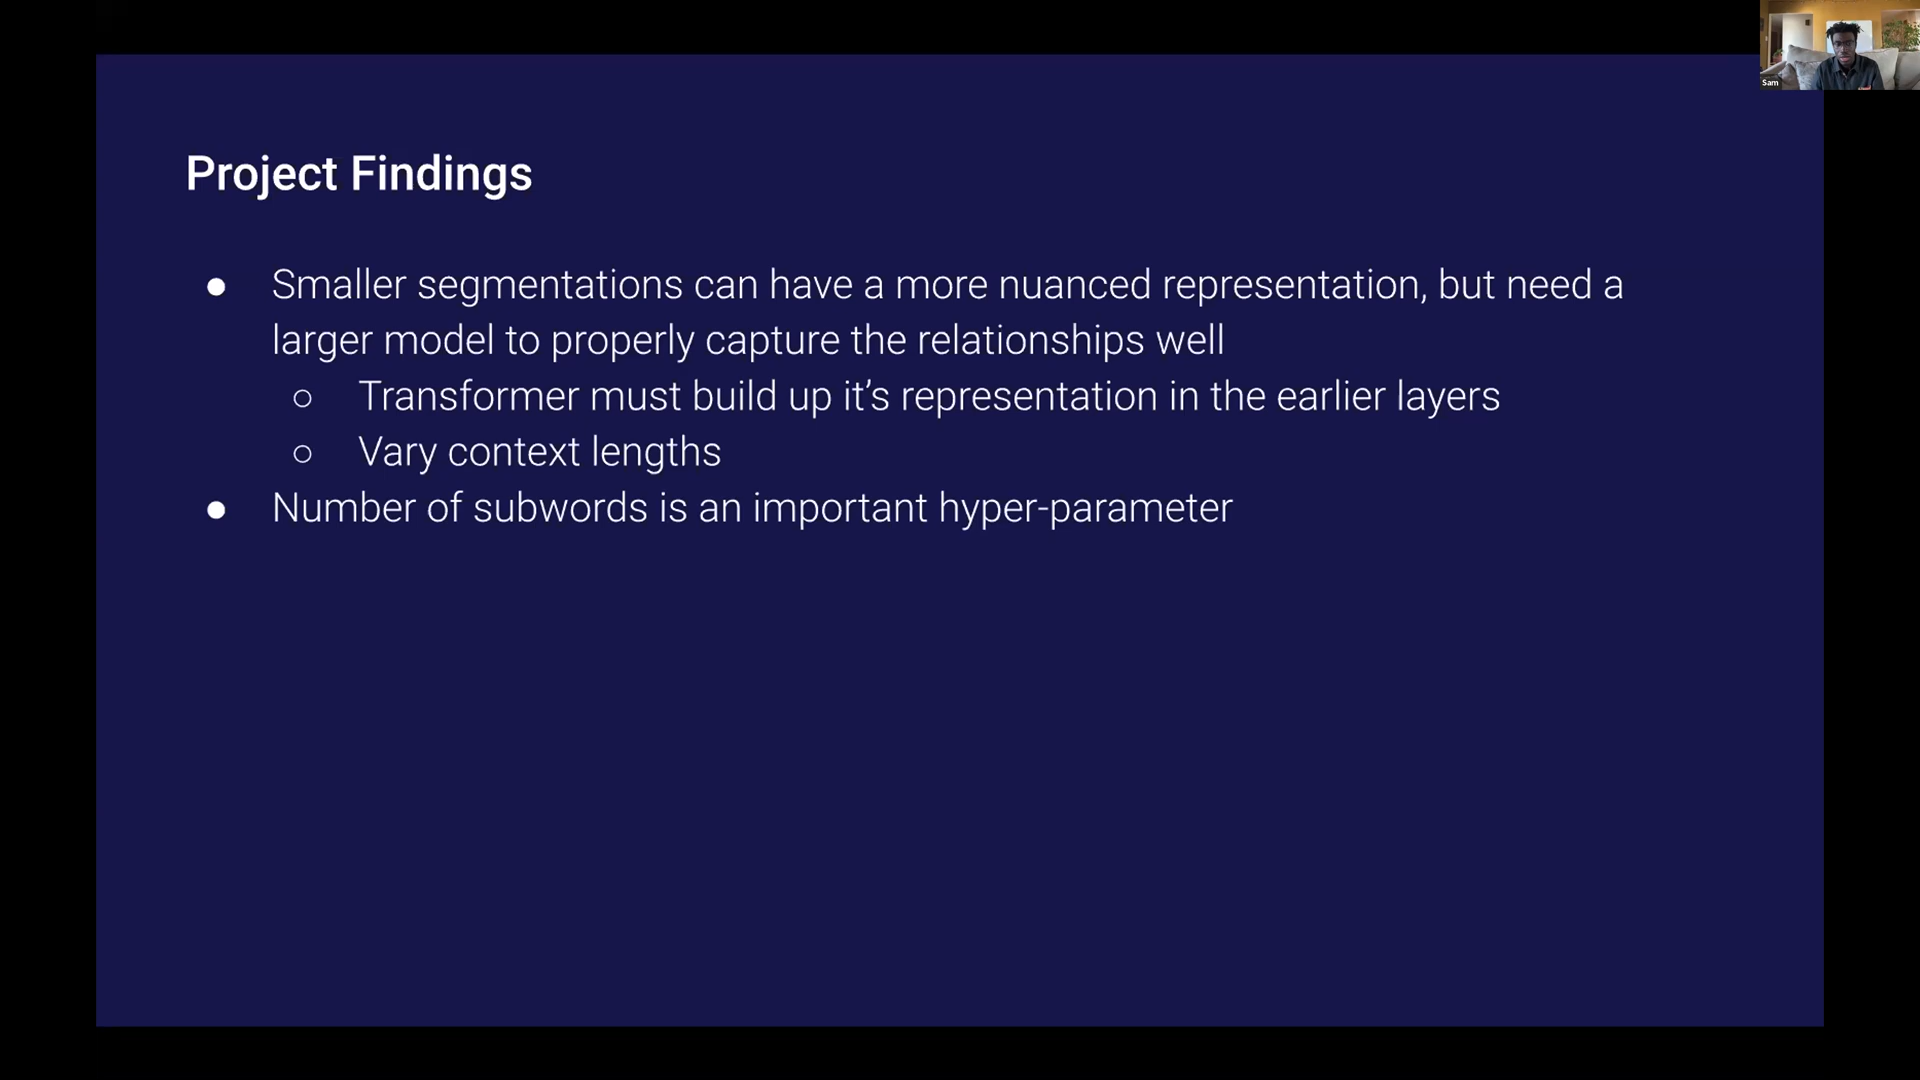 Sam
Project Findings
● Smaller segmentations can have a more nuanced representation, but need a
larger model to properly capture the relationships well
○ Transformer must build up it’s representation in the earlier layers
○ Vary context lengths
● Number of subwords is an important hyper-parameter